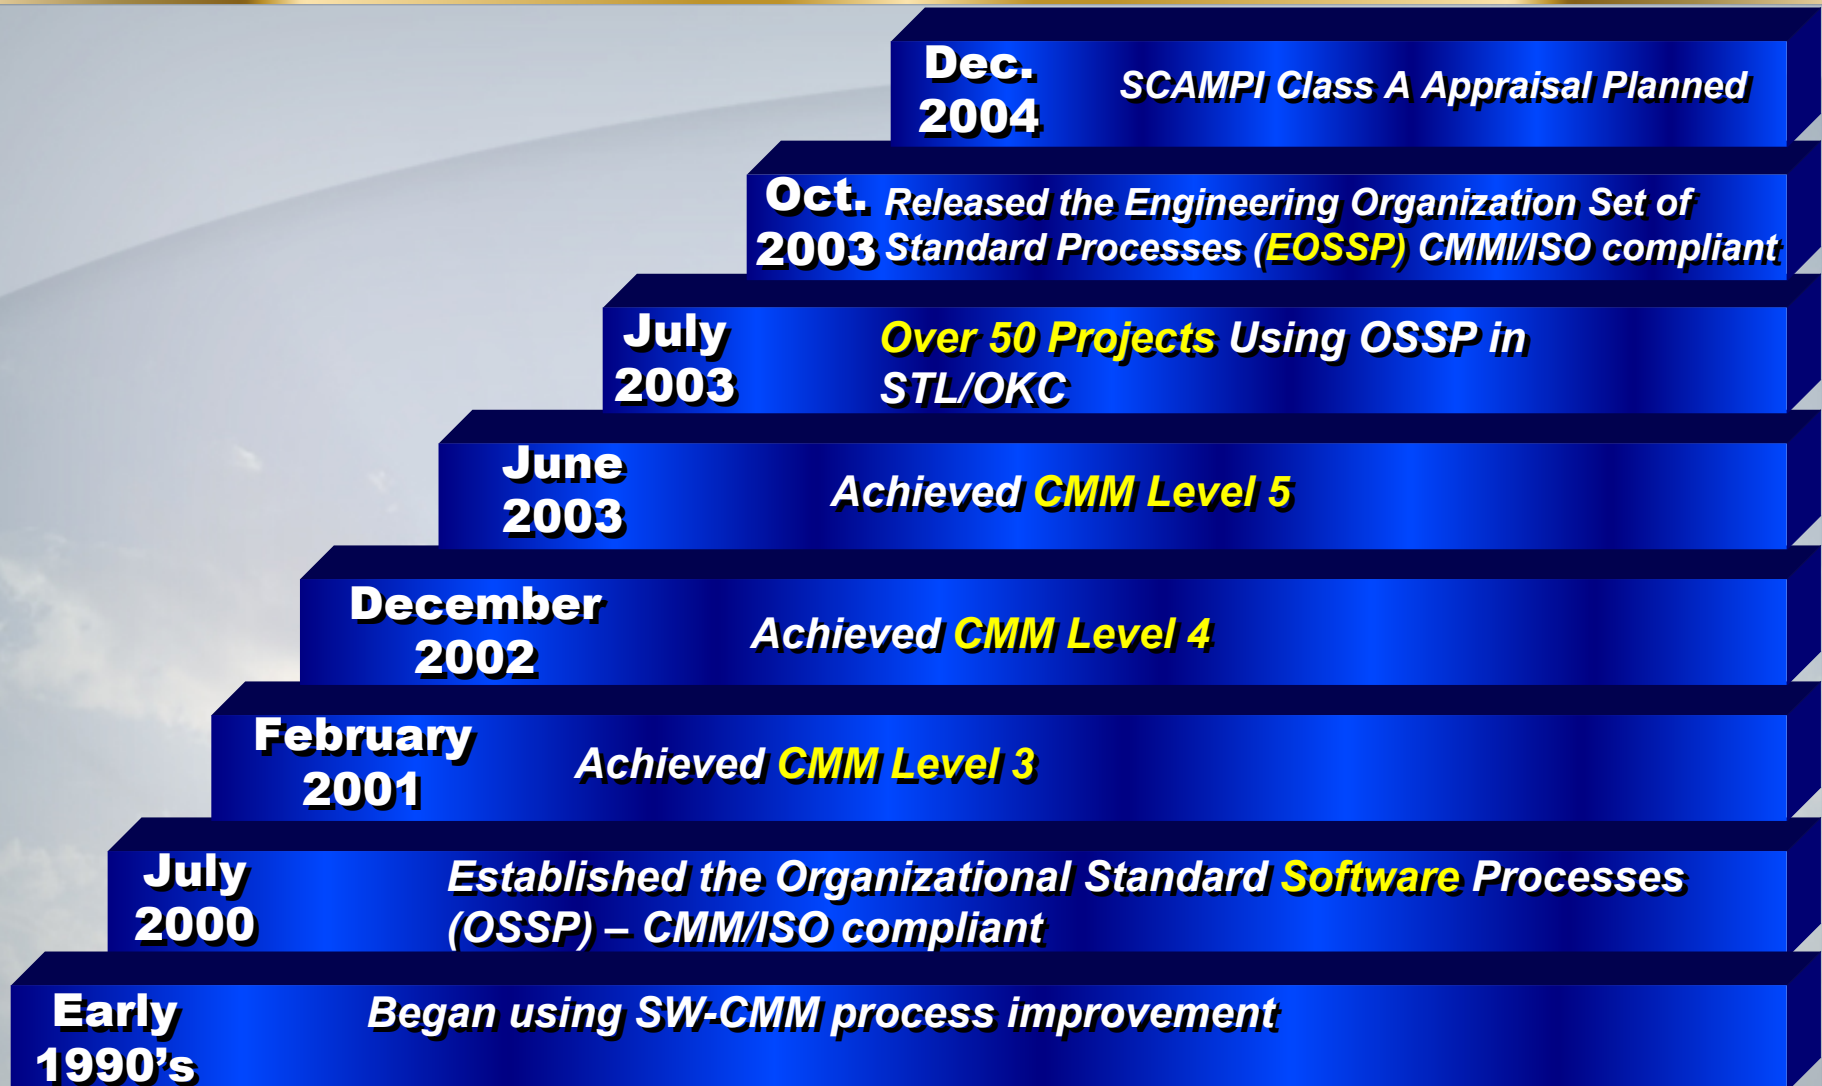 Dec.
2004
SCAMPI Class A Appraisal Planned
Oct.
2003
Released the Engineering Organization Set of
Standard Processes (EOSSP) CMMI/ISO compliant
July
2003
Over 50 Projects Using OSSP in
STL/OKC
June
2003
Achieved CMM Level 5
December
2002
Achieved CMM Level 4
February
2001
Achieved CMM Level 3
July
2000
Established the Organizational Standard Software Processes
(OSSP) – CMM/ISO compliant
Early
1990’s
Began using SW-CMM process improvement